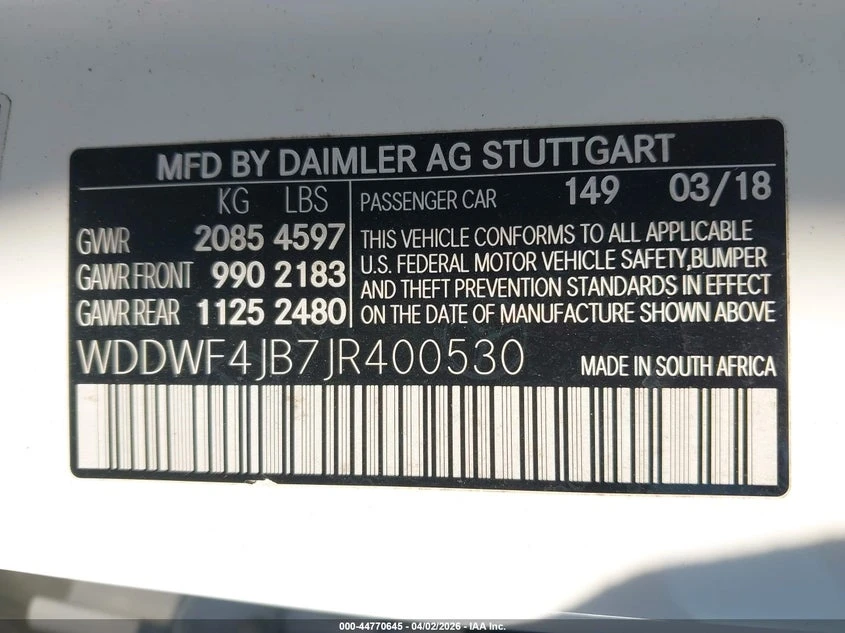 MFD BY DAIMLER AG STUTTGART
KG LBS
GVWR 2085 4597
GAWR FRONT 990 2183
GAWR REAR 1125 2480
PASSENGER CAR 149 03/18
THIS VEHICLE CONFORMS TO ALL APPLICABLE
U.S. FEDERAL MOTOR VEHICLE SAFETY,BUMPER
AND THEFT PREVENTION STANDARDS IN EFFECT
ON THE DATE OF MANUFACTURE SHOWN ABOVE
WDDWF4JB7JR400530 MADE IN SOUTH AFRICA
000-44770645 - 04/02/2026 - IAA Inc.